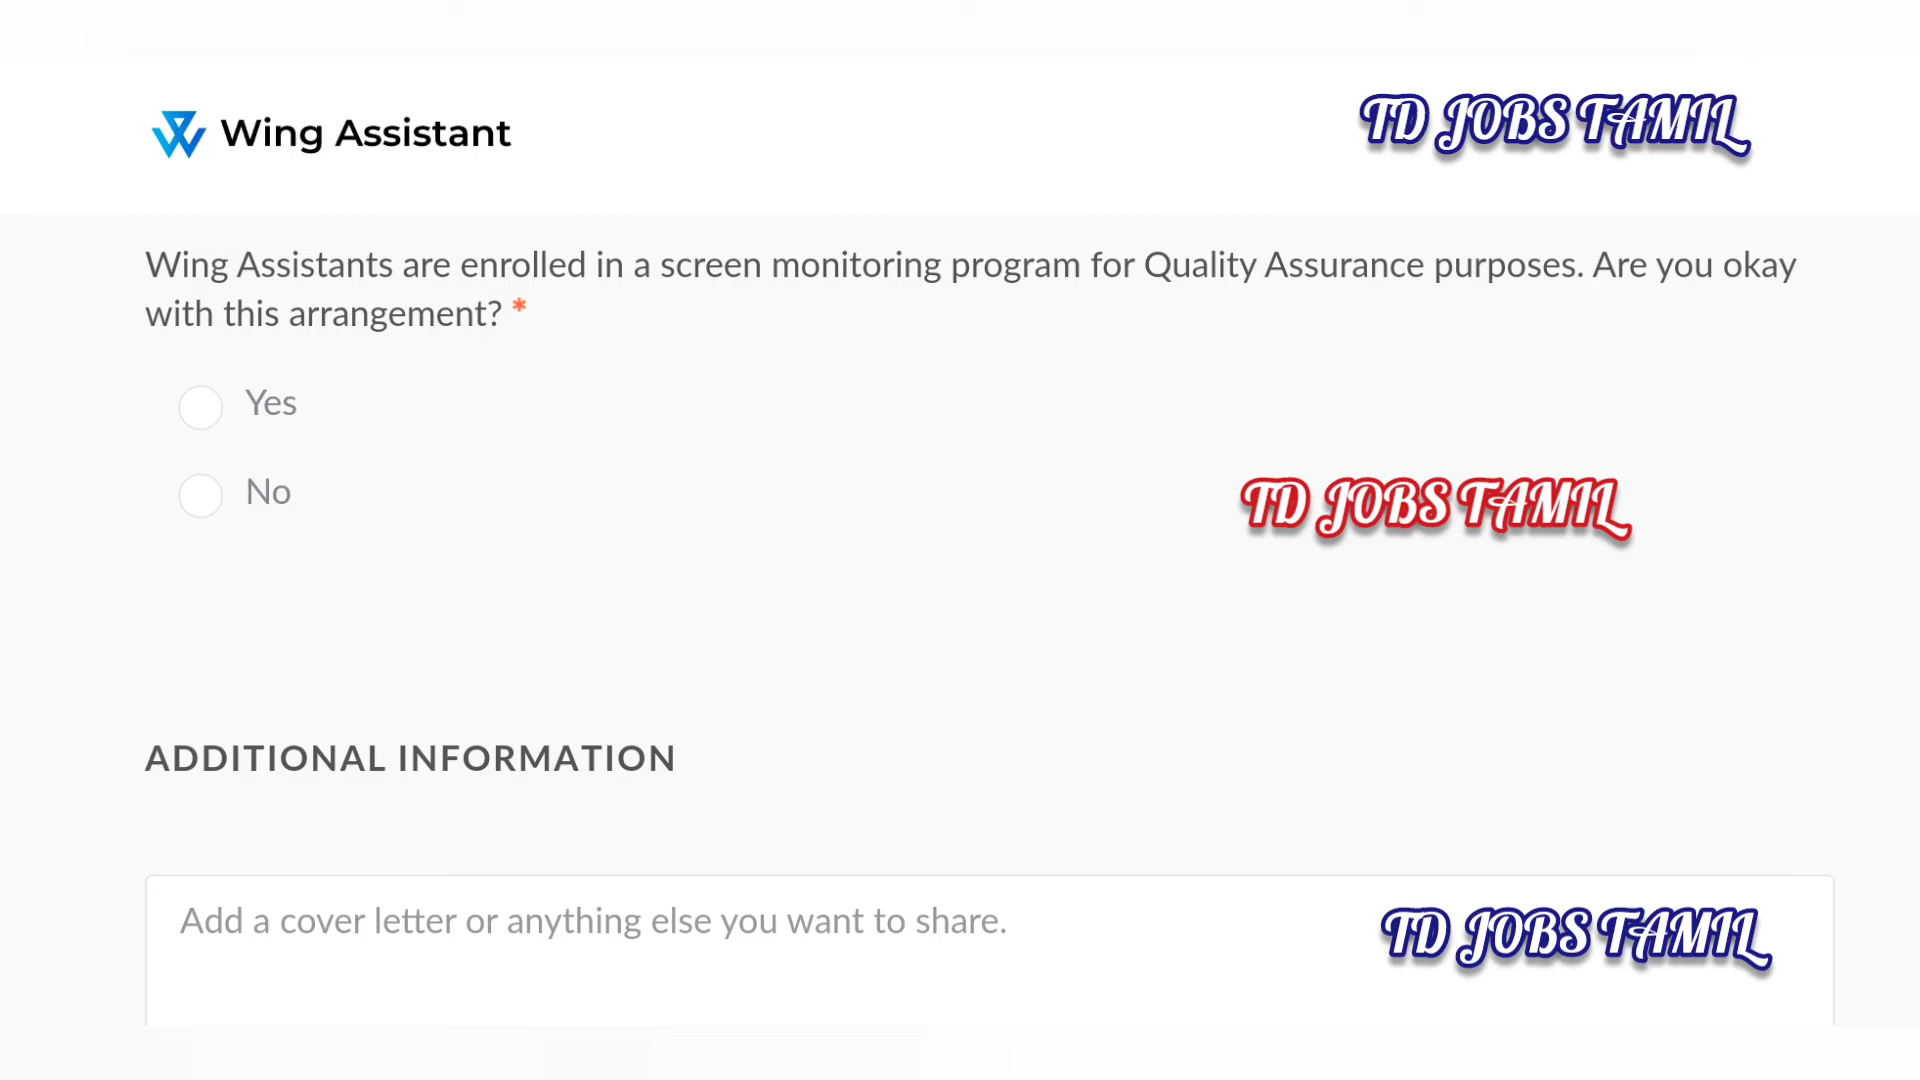 Wing Assistant
TD JOBS TAMIL
Wing Assistants are enrolled in a screen monitoring program for Quality Assurance purposes. Are you okay
with this arrangement? *
Yes
No
TD JOBS TAMIL
ADDITIONAL INFORMATION
Add a cover letter or anything else you want to share.
TD JOBS TAMIL